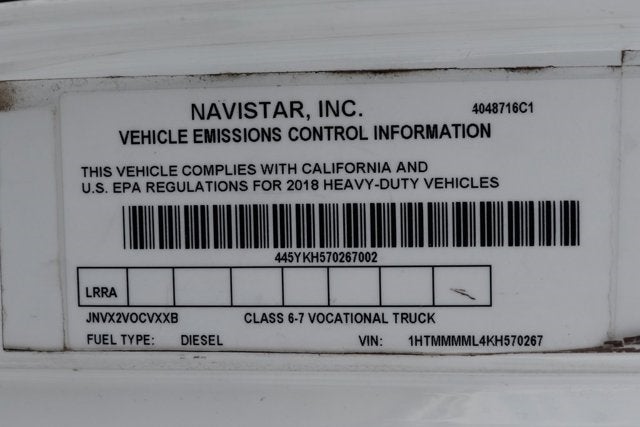 NAVISTAR, INC. 4048716C1
VEHICLE EMISSIONS CONTROL INFORMATION
THIS VEHICLE COMPLIES WITH CALIFORNIA AND
U.S. EPA REGULATIONS FOR 2018 HEAVY-DUTY VEHICLES
445YKH570267002
LRRA
JNVX2VOCVXXB CLASS 6-7 VOCATIONAL TRUCK
FUEL TYPE: DIESEL VIN: 1HTMMMML4KH570267